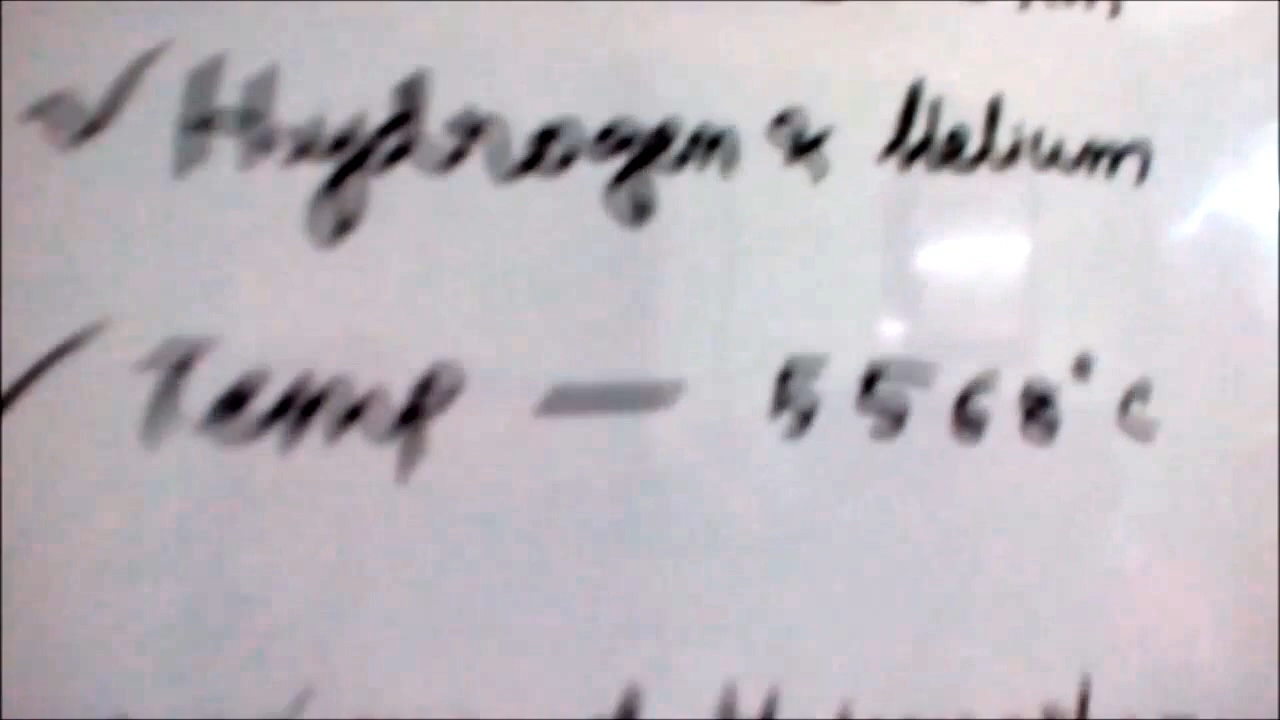 ✓ Hydrogen & Helium
✓ Temp — 5568°C